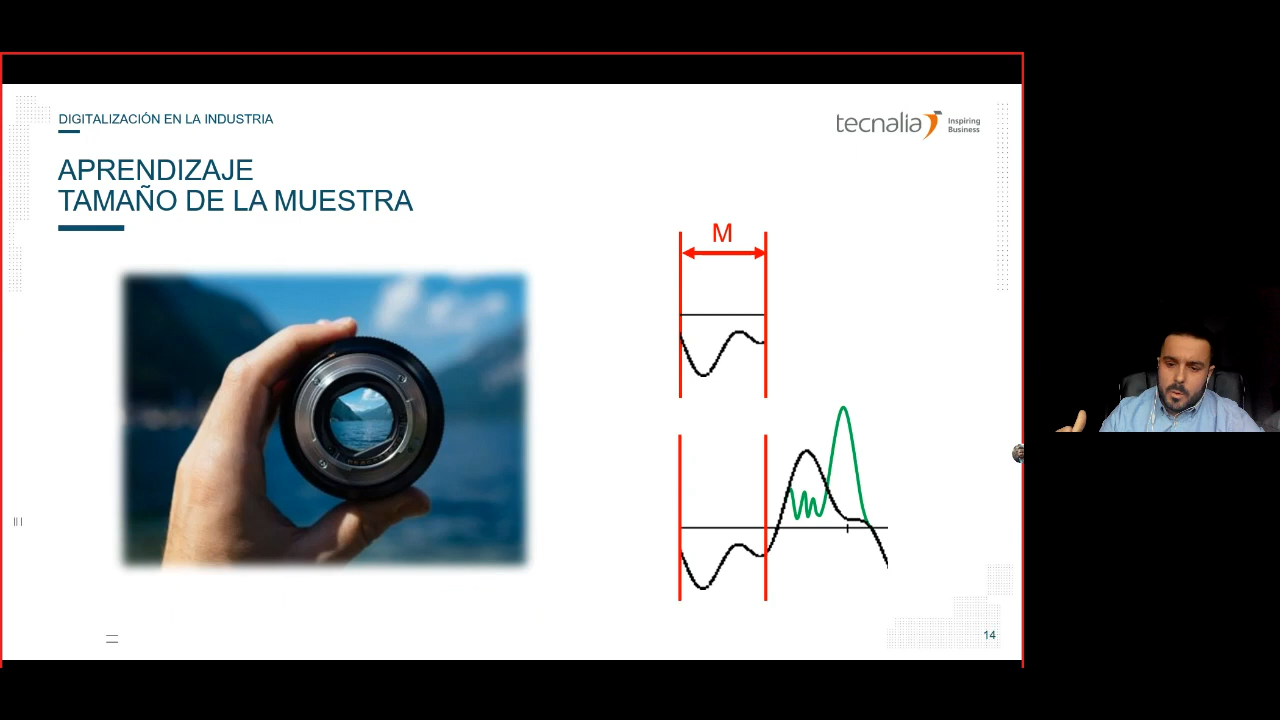 DIGITALIZACIÓN EN LA INDUSTRIA
tecnalia Inspiring
Business
APRENDIZAJE
TAMAÑO DE LA MUESTRA
M
14